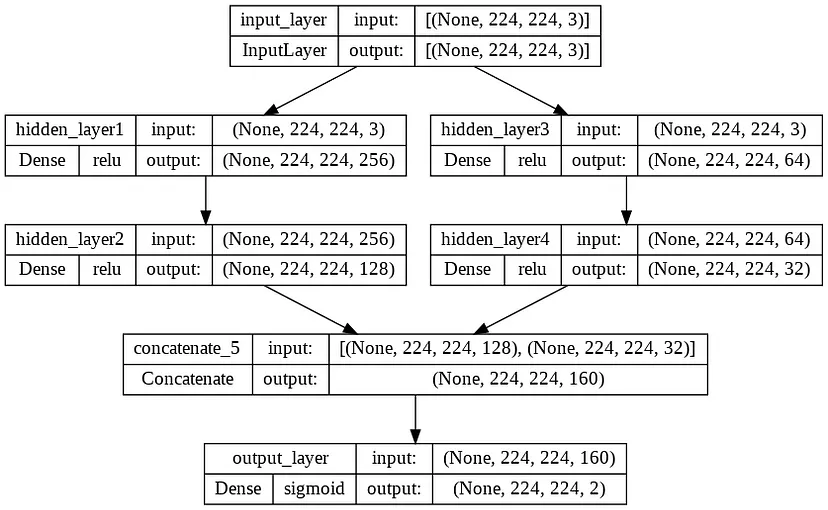 input_layer input: [(None, 224, 224, 3)]
InputLayer output: [(None, 224, 224, 3)]
hidden_layer1 input: (None, 224, 224, 3)
Dense relu output: (None, 224, 224, 256)
hidden_layer3 input: (None, 224, 224, 3)
Dense relu output: (None, 224, 224, 64)
hidden_layer2 input: (None, 224, 224, 256)
Dense relu output: (None, 224, 224, 128)
hidden_layer4 input: (None, 224, 224, 64)
Dense relu output: (None, 224, 224, 32)
concatenate_5 input: [(None, 224, 224, 128), (None, 224, 224, 32)]
Concatenate output: (None, 224, 224, 160)
output_layer input: (None, 224, 224, 160)
Dense sigmoid output: (None, 224, 224, 2)